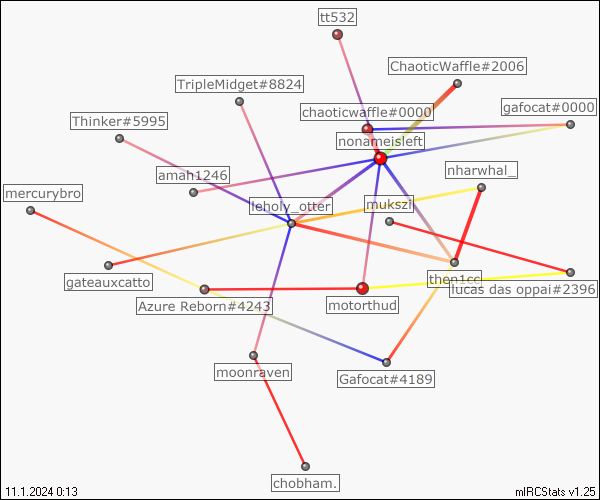 tt532
ChaoticWaffle#2006
TripleMidget#8824
chaoticwaffle#0000
gafocat#0000
Thinker#5995
nonameisleft
amah1246
nharwhal_
mercurybro
leholy_otter
mukszi
gateauxcatto
then1cc
lucas das oppai#2396
Azure Reborn#4243
motorthud
moonraven
Gafocat#4189
chobham.
11.1.2024 0:13
mIRCStats v1.25